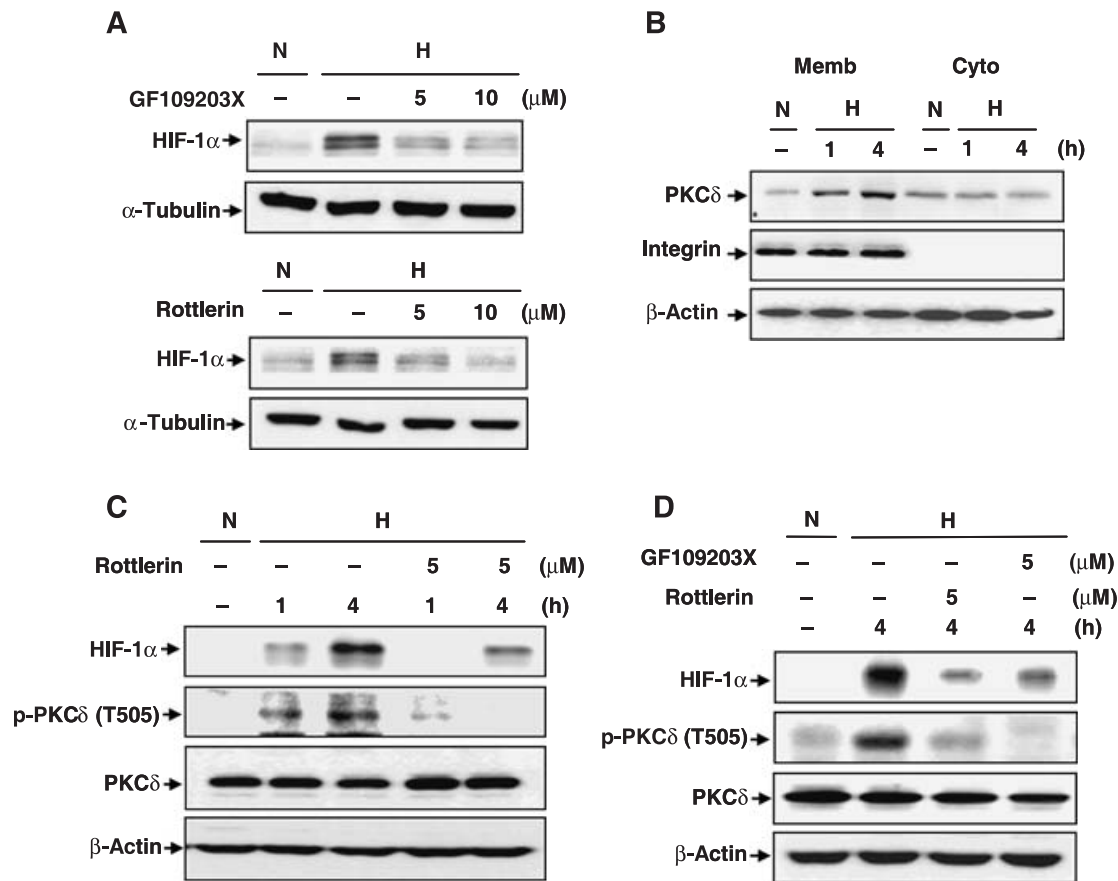 A
N H
GF109203X – – 5 10 (μM)
HIF-1α
α-Tubulin
N H
Rottlerin – – 5 10 (μM)
HIF-1α
α-Tubulin
B
Memb Cyto
N H N H
– 1 4 – 1 4 (h)
PKCδ
Integrin
β-Actin
C
N H
Rottlerin – – – 5 5 (μM)
– 1 4 1 4 (h)
HIF-1α
p-PKCδ (T505)
PKCδ
β-Actin
D
N H
GF109203X – – – 5 (μM)
Rottlerin – – 5 – (μM)
– 4 4 4 (h)
HIF-1α
p-PKCδ (T505)
PKCδ
β-Actin